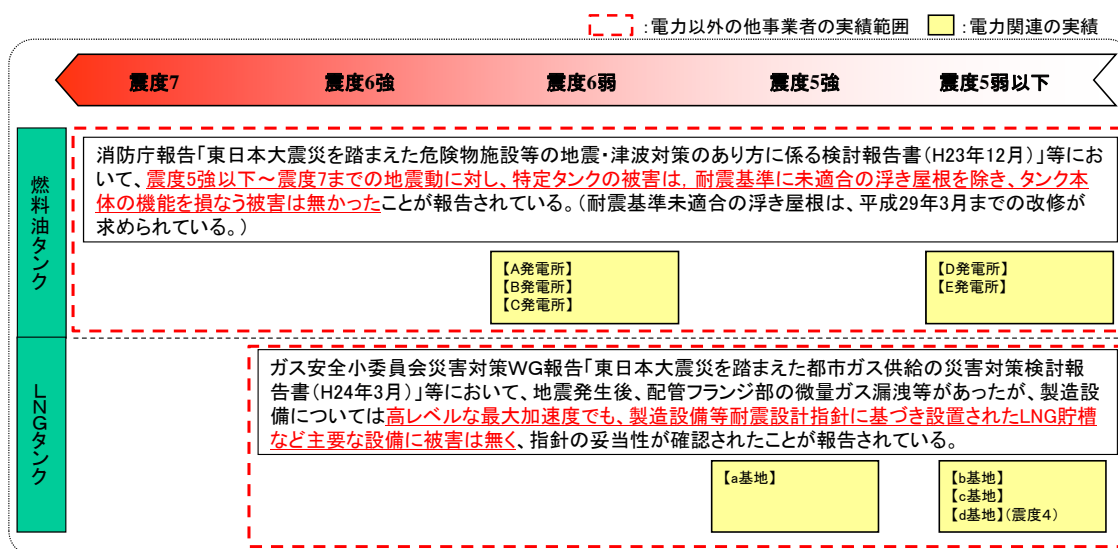 :電力以外の他事業者の実績範囲 :電力関連の実績
震度7 震度6強 震度6弱 震度5強 震度5弱以下
燃料油タンク
消防庁報告「東日本大震災を踏まえた危険物施設等の地震・津波対策のあり方に係る検討報告書(H23年12月)」等にお
いて、震度5強以下～震度7までの地震動に対し、特定タンクの被害は，耐震基準に未適合の浮き屋根を除き、タンク本
体の機能を損なう被害は無かったことが報告されている。(耐震基準未適合の浮き屋根は、平成29年3月までの改修が
求められている。)
【A発電所】
【B発電所】
【C発電所】
【D発電所】
【E発電所】
LNGタンク
ガス安全小委員会災害対策WG報告「東日本大震災を踏まえた都市ガス供給の災害対策検討報
告書(H24年3月)」等において、地震発生後、配管フランジ部の微量ガス漏洩等があったが、製造設
備については高レベルな最大加速度でも、製造設備等耐震設計指針に基づき設置されたLNG貯槽
など主要な設備に被害は無く、指針の妥当性が確認されたことが報告されている。
【a基地】
【b基地】
【c基地】
【d基地】(震度4)